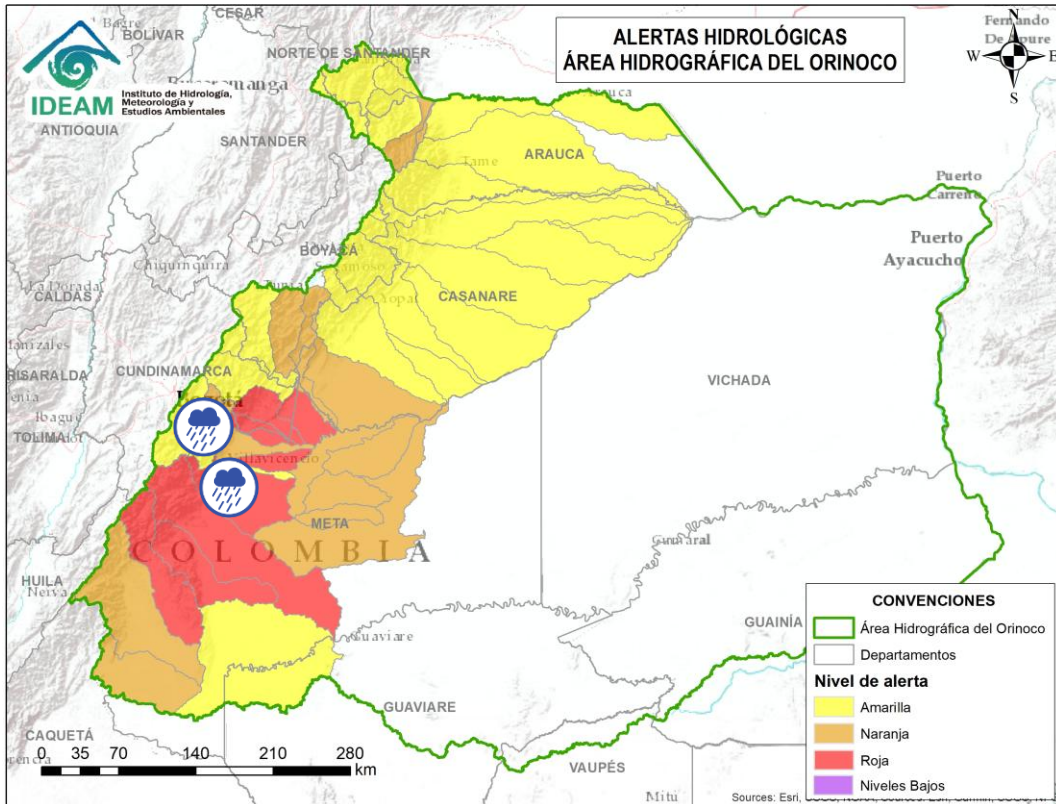 ALERTAS HIDROLÓGICAS
ÁREA HIDROGRÁFICA DEL ORINOCO
N
W E
S
IDEAM
Instituto de Hidrología,
Meteorología y
Estudios Ambientales
CESAR
BOLÍVAR
NORTE DE SANTANDER
ANTIOQUIA
SANTANDER
ARAUCA
Tame
Puerto
Carreño
Puerto
Ayacucho
BOYACÁ
Chiquinquirá
La Dorada
CALDAS
Yopal
CASANARE
CUNDINAMARCA
RISARALDA
Ibagué
TOLIMA
VICHADA
Villavicencio
META
COLOMBIA
HUILA
Neiva
Guaviare
GUAINÍA
GUAVIARE
CAQUETÁ
VAUPÉS
Mitú
0 35 70 140 210 280
km
CONVENCIONES
Área Hidrográfica del Orinoco
Departamentos
Nivel de alerta
Amarilla
Naranja
Roja
Niveles Bajos
Sources: Esri,